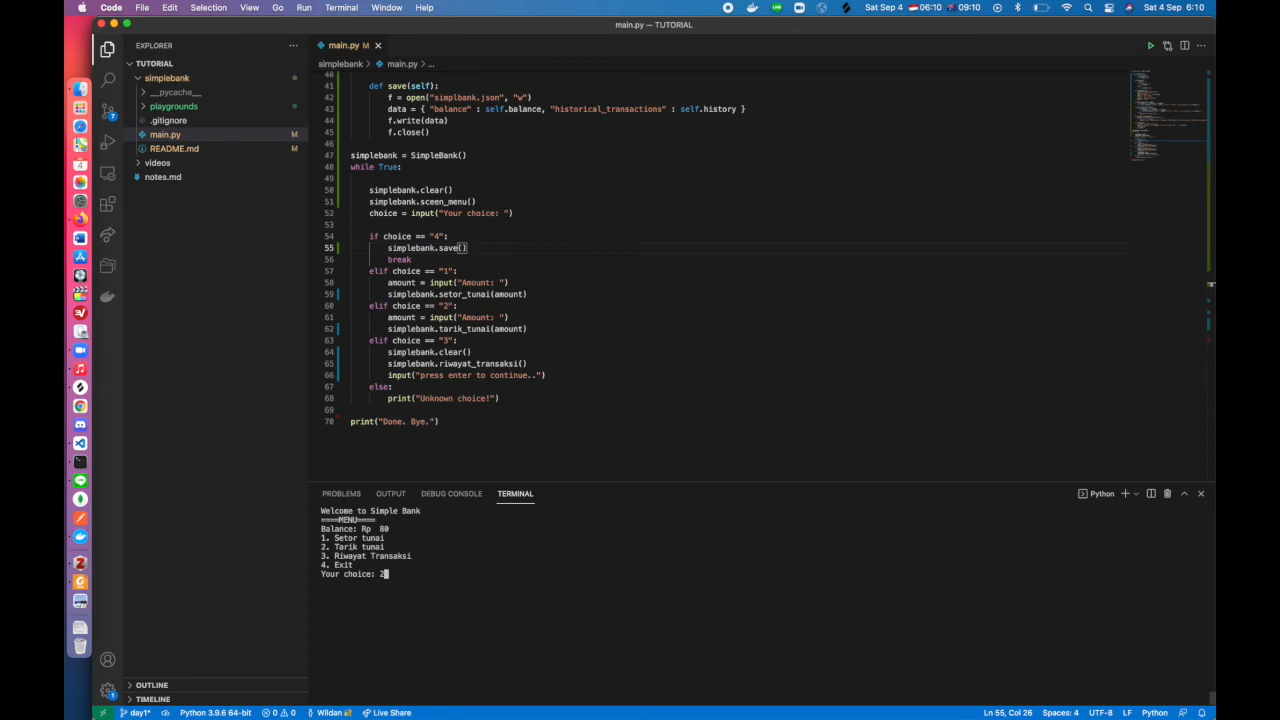 Code File Edit Selection View Go Run Terminal Window Help Sat Sep 4 06:10 09:10 Sat 4 Sep 6:10
main.py — TUTORIAL
EXPLORER
TUTORIAL
simplebank
__pycache__
playgrounds
.gitignore
main.py M
README.md M
videos
notes.md
OUTLINE
TIMELINE
main.py M
simplebank > main.py > ...
40
41 def save(self):
42 f = open("simplbank.json", "w")
43 data = { "balance" : self.balance, "historical_transactions" : self.history }
44 f.write(data)
45 f.close()
46
47 simplebank = SimpleBank()
48 while True:
49
50 simplebank.clear()
51 simplebank.sceen_menu()
52 choice = input("Your choice: ")
53
54 if choice == "4":
55 simplebank.save()
56 break
57 elif choice == "1":
58 amount = input("Amount: ")
59 simplebank.setor_tunai(amount)
60 elif choice == "2":
61 amount = input("Amount: ")
62 simplebank.tarik_tunai(amount)
63 elif choice == "3":
64 simplebank.clear()
65 simplebank.riwayat_transaksi()
66 input("press enter to continue..")
67 else:
68 print("Unknown choice!")
69
70 print("Done. Bye.")
PROBLEMS OUTPUT DEBUG CONSOLE TERMINAL
Python
Welcome to Simple Bank
====MENU====
Balance: Rp 80
1. Setor tunai
2. Tarik tunai
3. Riwayat Transaksi
4. Exit
Your choice: 2
day1* Python 3.9.6 64-bit 0 0 Wildan Live Share Ln 55, Col 26 Spaces: 4 UTF-8 LF Python